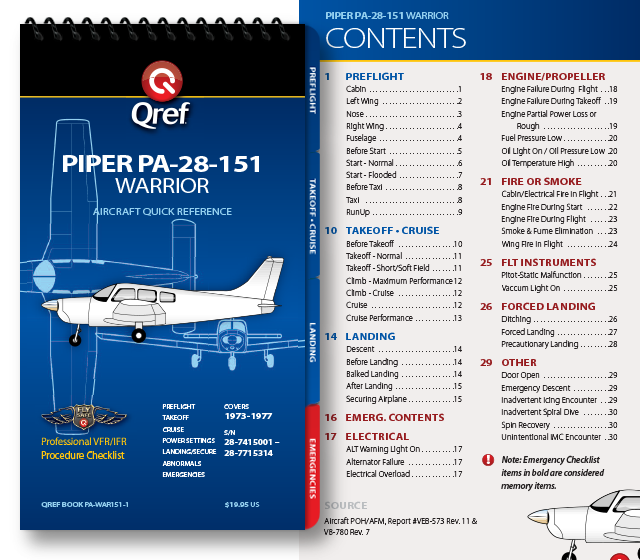 Qref
PIPER PA-28-151
WARRIOR
AIRCRAFT QUICK REFERENCE
PREFLIGHT
TAKEOFF • CRUISE
LANDING
EMERGENCIES
FLY SAFE
Professional VFR/IFR
Procedure Checklist
PREFLIGHT
TAKEOFF
CRUISE
POWER SETTINGS
LANDING/SECURE
ABNORMALS
EMERGENCIES
COVERS
1973-1977
S/N
28-7415001 –
28-7715314
QREF BOOK PA-WAR151-1
$19.95 US
PIPER PA-28-151 WARRIOR
CONTENTS
1 PREFLIGHT
Cabin ........................1
Left Wing ....................2
Nose .........................3
Right Wing ...................4
Fuselage .....................4
Before Start .................5
Start - Normal ...............6
Start - Flooded ..............7
Before Taxi ..................8
Taxi .........................8
RunUp ........................9
10 TAKEOFF • CRUISE
Before Takeoff ..............10
Takeoff - Normal ............11
Takeoff - Short/Soft Field ......11
Climb - Maximum Performance 12
Climb - Cruise ..............12
Cruise ......................12
Cruise Performance ..........13
14 LANDING
Descent .....................14
Before Landing ..............14
Balked Landing ..............14
After Landing ...............15
Securing Airplane ...........15
16 EMERG. CONTENTS
17 ELECTRICAL
ALT Warning Light On .........17
Alternator Failure ..........17
Electrical Overload..........17
18 ENGINE/PROPELLER
Engine Failure During Flight ...18
Engine Failure During Takeoff ..19
Engine Partial Power Loss or
Rough ................19
Fuel Pressure Low ...........20
Oil Light On / Oil Pressure Low 20
Oil Temperature High ........20
21 FIRE OR SMOKE
Cabin/Electrical Fire In Flight ...21
Engine Fire During Start .......22
Engine Fire During Flight ......23
Smoke & Fume Elimination ...23
Wing Fire In Flight ..........24
25 FLT INSTRUMENTS
Pitot-Static Malfunction .......25
Vaccum Light On .............25
26 FORCED LANDING
Ditching ....................26
Forced Landing ..............27
Precautionary Landing .......28
29 OTHER
Door Open ...................29
Emergency Descent ...........29
Inadvertent Icing Encounter ...29
Inadvertent Spiral Dive ......30
Spin Recovery ...............30
Unintentional IMC Encounter ..30
! Note: Emergency Checklist
items in bold are considered
memory items.
SOURCE
Aircraft POH/AFM, Report #VEB-573 Rev. 11 &
VB-780 Rev. 7